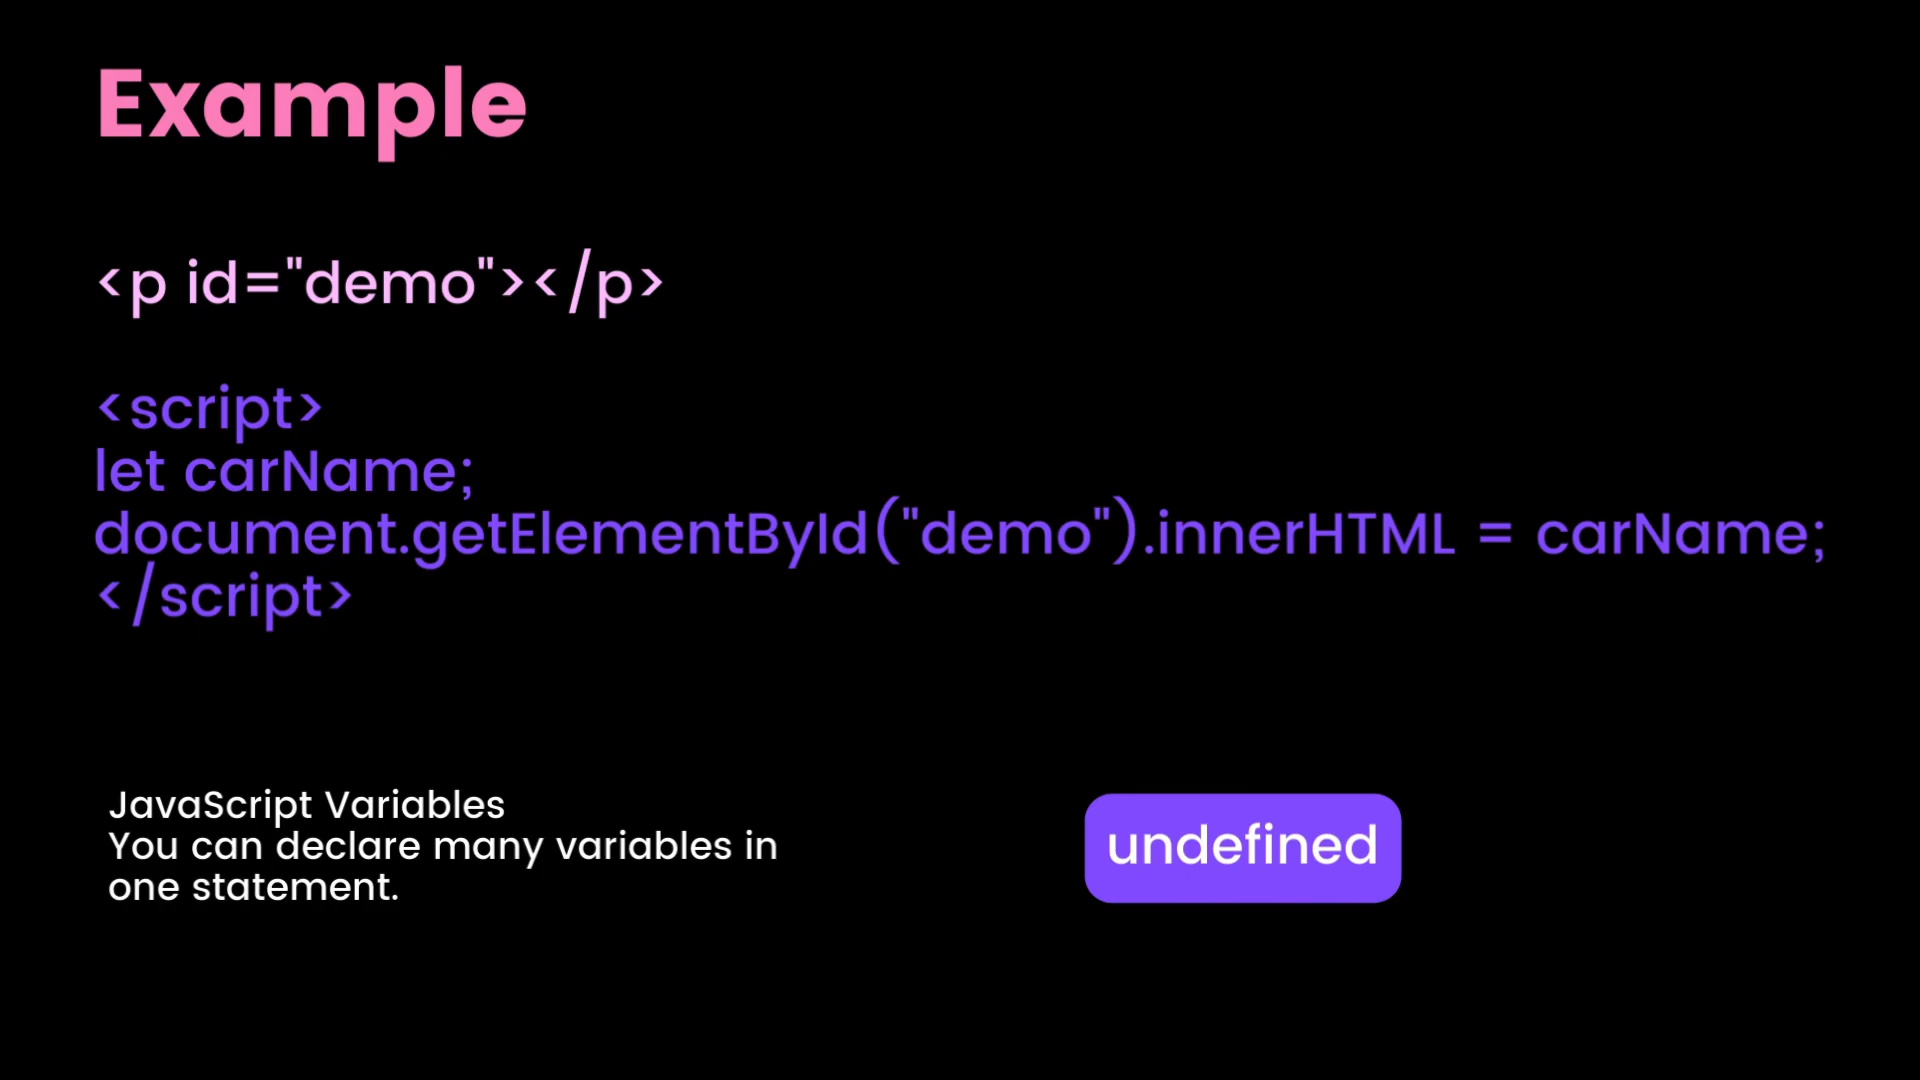 Example
<p id="demo"></p>
<script>
let carName;
document.getElementById("demo").innerHTML = carName;
</script>
JavaScript Variables
You can declare many variables in
one statement.
undefined